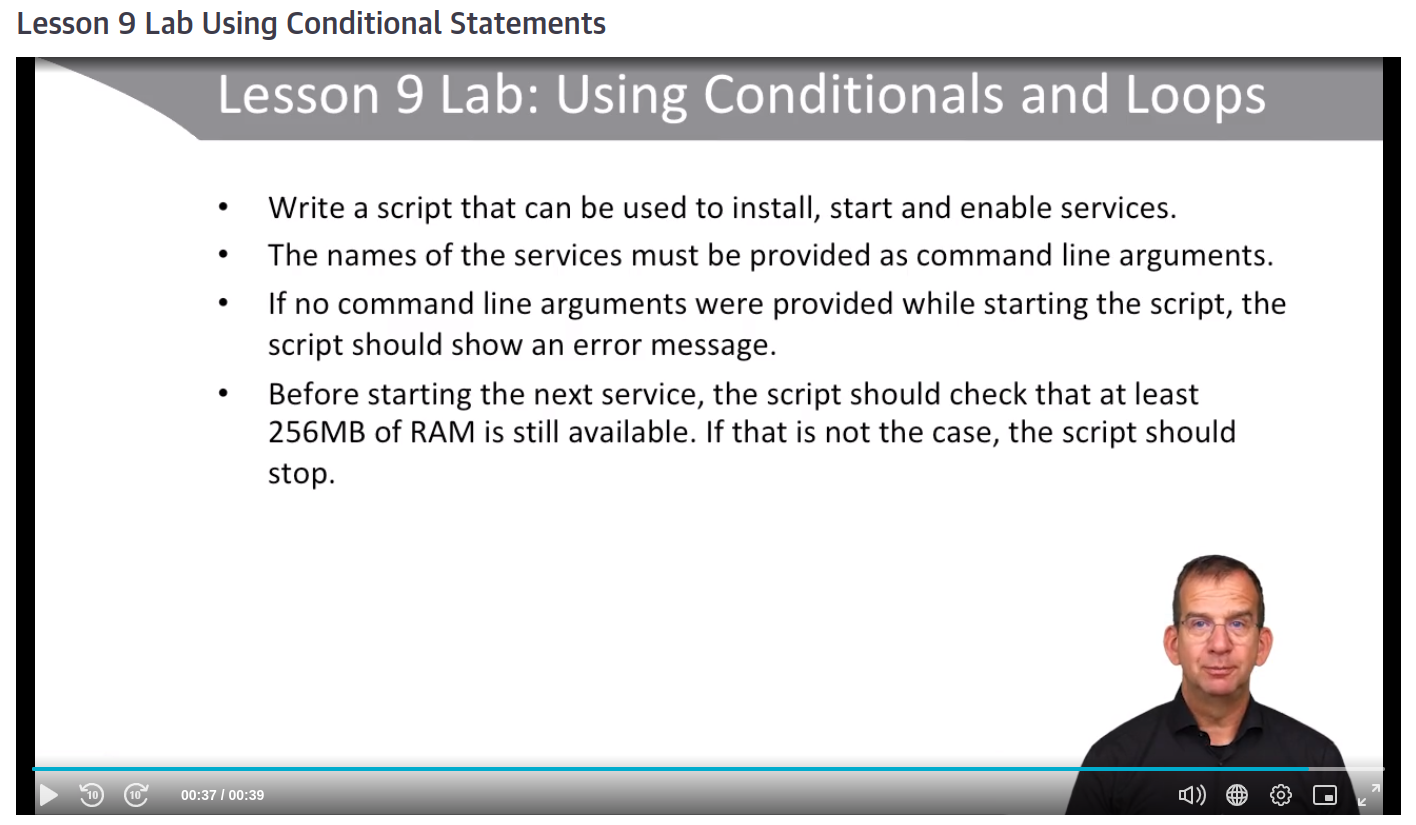 Lesson 9 Lab Using Conditional Statements
Lesson 9 Lab: Using Conditionals and Loops
• Write a script that can be used to install, start and enable services.
• The names of the services must be provided as command line arguments.
• If no command line arguments were provided while starting the script, the
script should show an error message.
• Before starting the next service, the script should check that at least
256MB of RAM is still available. If that is not the case, the script should
stop.
10 10 00:37 / 00:39